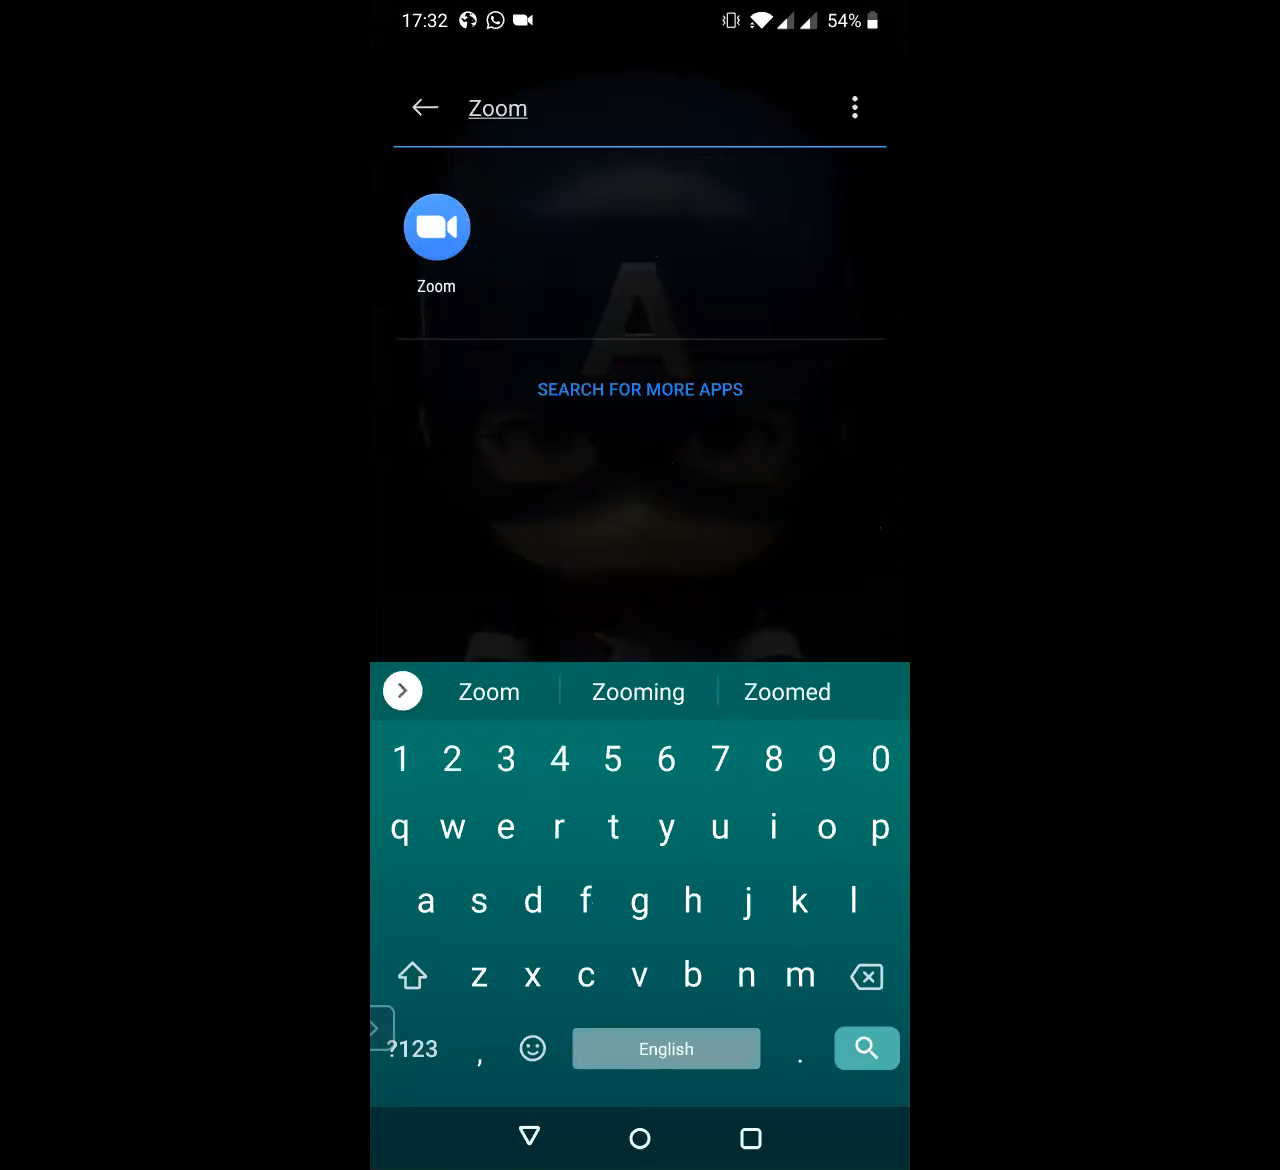 17:32 54%
Zoom
A
Zoom
SEARCH FOR MORE APPS
Zoom Zooming Zoomed
1 2 3 4 5 6 7 8 9 0
q w e r t y u i o p
a s d f g h j k l
z x c v b n m
?123 , English .